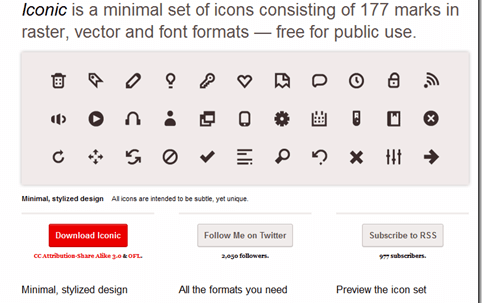 Iconic is a minimal set of icons consisting of 177 marks in
raster, vector and font formats — free for public use.
Minimal, stylized design All icons are intended to be subtle, yet unique.
Download Iconic
Follow Me on Twitter
Subscribe to RSS
CC Attribution-Share Alike 3.0 & OFL.
2,050 followers.
977 subscribers.
Minimal, stylized design
All the formats you need
Preview the icon set